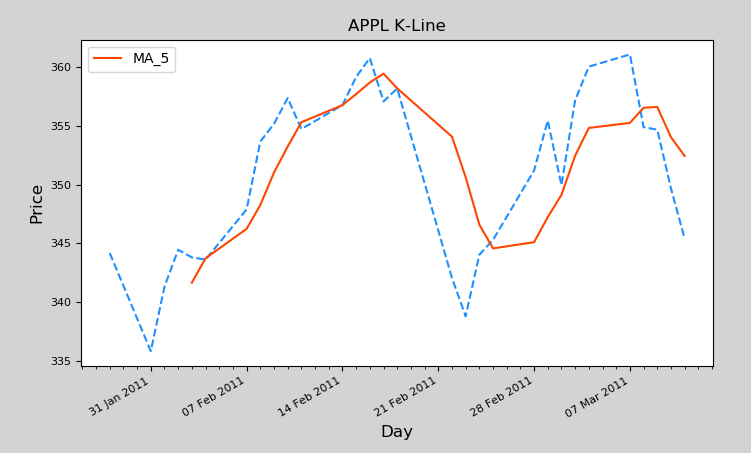 APPL K-Line
MA_5
360
355
350
345
340
335
Price
31 Jan 2011
07 Feb 2011
14 Feb 2011
21 Feb 2011
28 Feb 2011
07 Mar 2011
Day